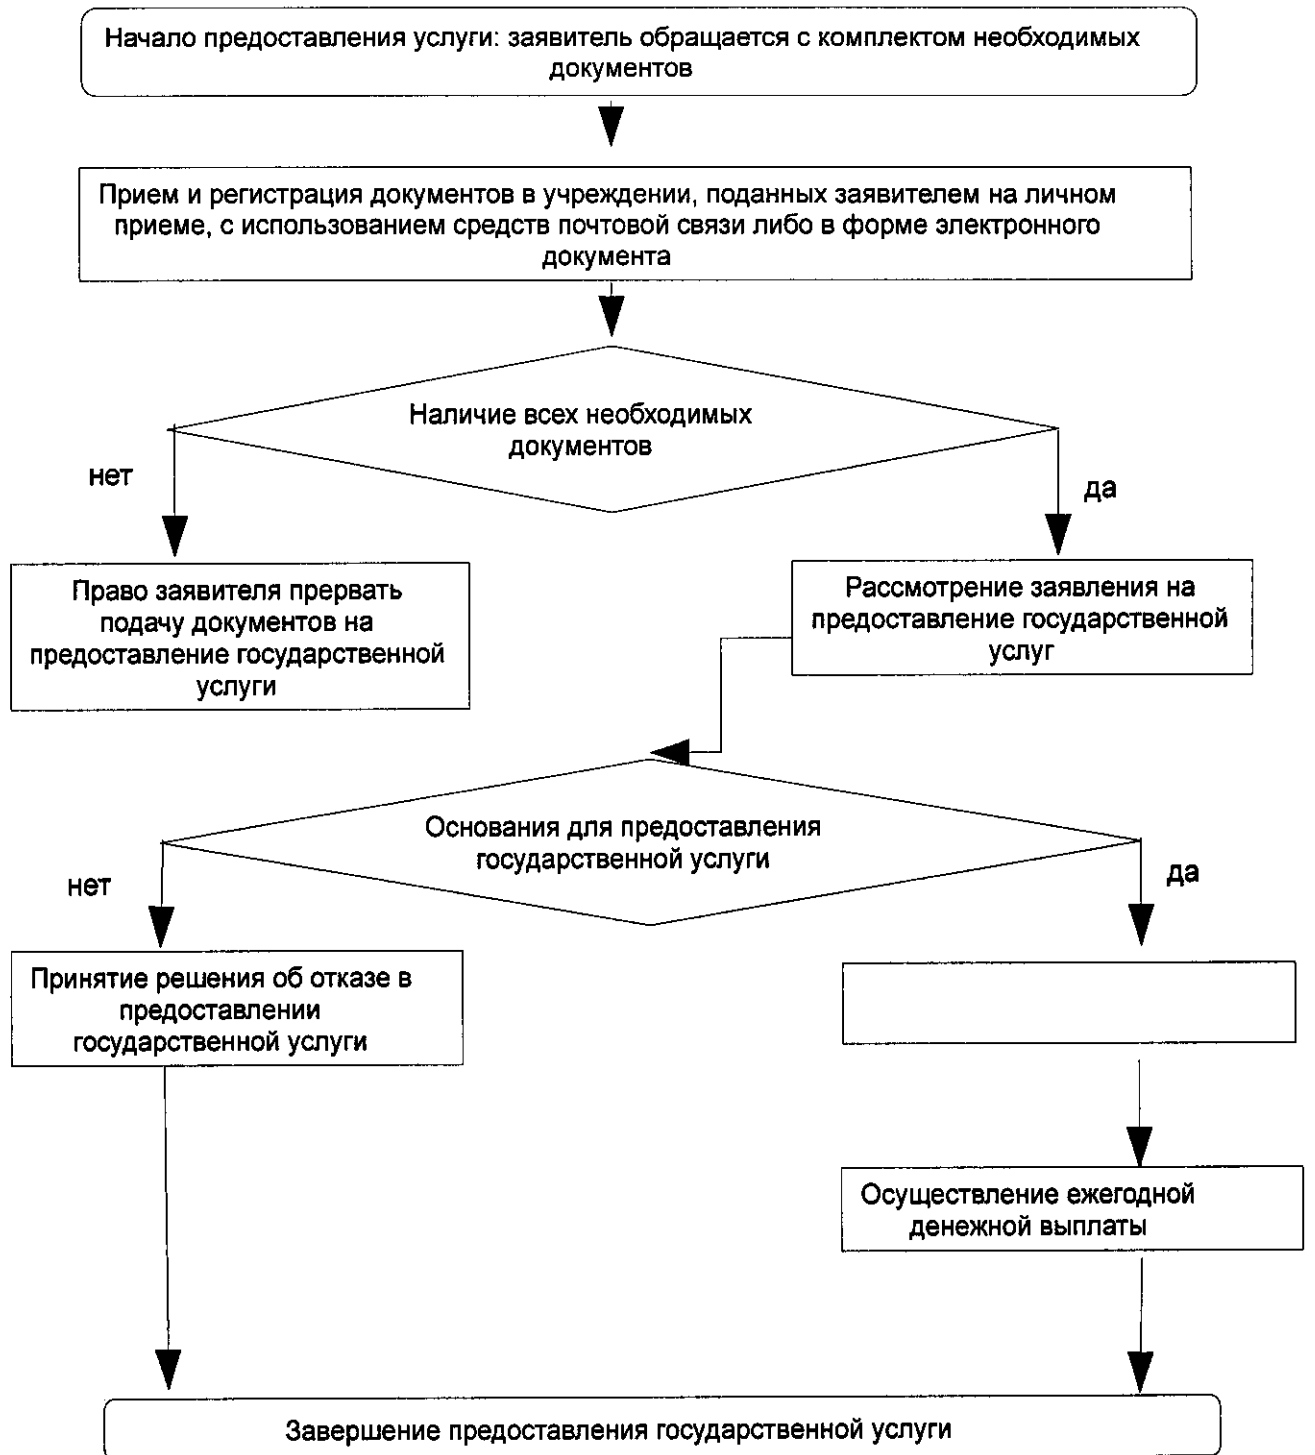 Начало предоставления услуги: заявитель обращается с комплектом необходимых
документов
Прием и регистрация документов в учреждении, поданных заявителем на личном
приеме, с использованием средств почтовой связи либо в форме электронного
документа
Наличие всех необходимых
документов
нет
да
Право заявителя прервать
подачу документов на
предоставление государственной
услуги
Рассмотрение заявления на
предоставление государственной
услуг
Основания для предоставления
государственной услуги
нет
да
Принятие решения об отказе в
предоставлении
государственной услуги
Осуществление ежегодной
денежной выплаты
Завершение предоставления государственной услуги